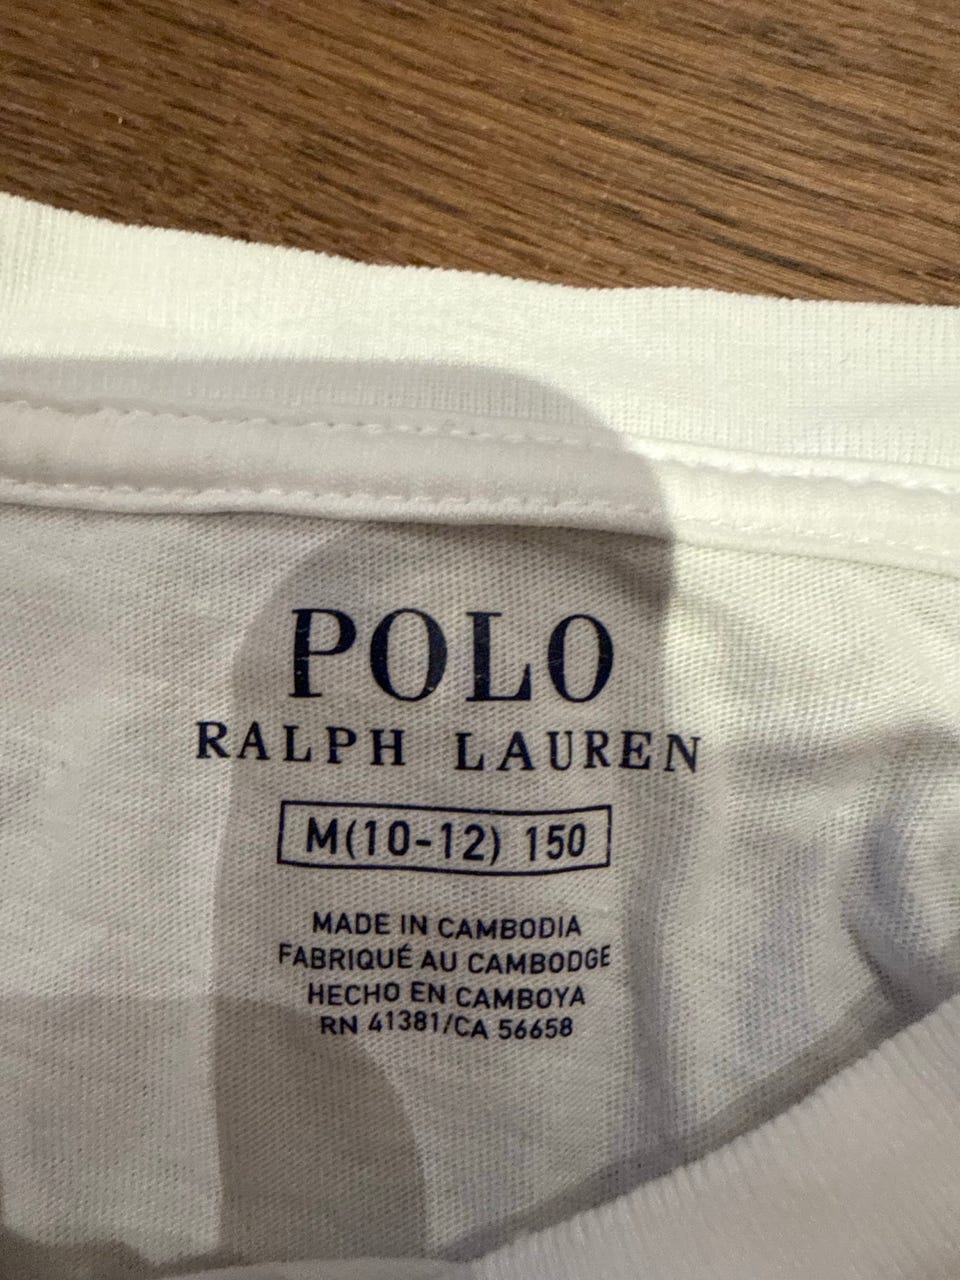 POLO
RALPH LAUREN
M(10-12) 150
MADE IN CAMBODIA
FABRIQUÉ AU CAMBODGE
HECHO EN CAMBOYA
RN 41381/CA 56658